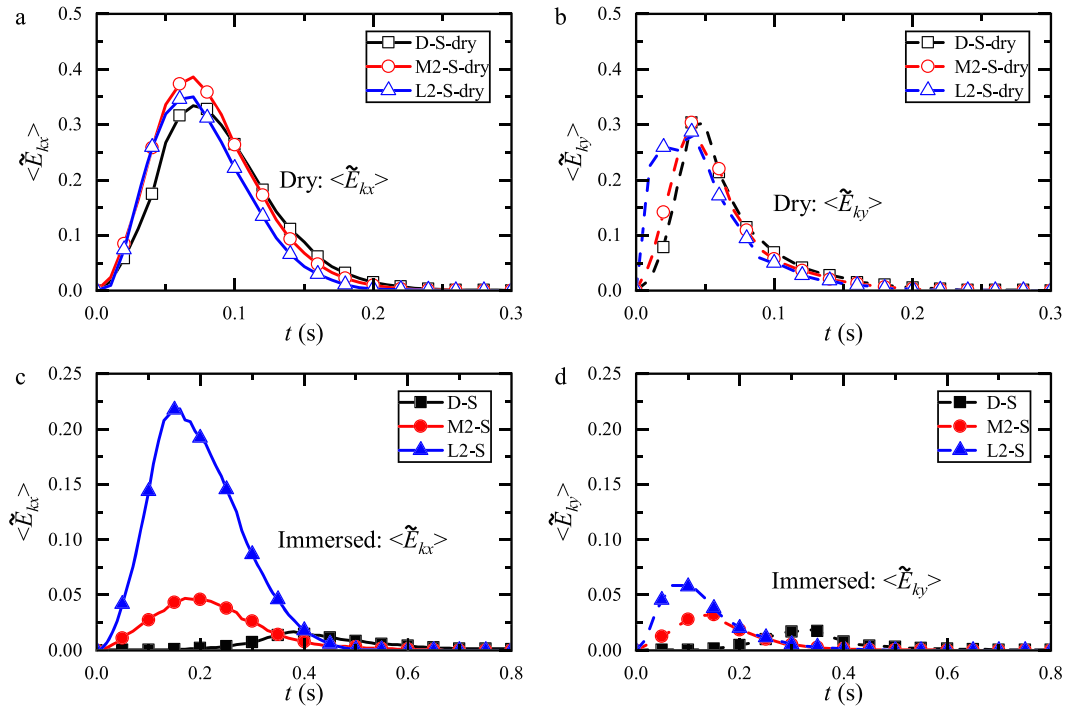 a
b
0.5
0.4
0.3
0.2
0.1
0.0
<Ẽkx>
D-S-dry
M2-S-dry
L2-S-dry
Dry: <Ẽkx>
0.0 0.1 0.2 0.3
t (s)
0.5
0.4
0.3
0.2
0.1
0.0
<Ẽky>
D-S-dry
M2-S-dry
L2-S-dry
Dry: <Ẽky>
0.0 0.1 0.2 0.3
t (s)
c
d
0.25
0.20
0.15
0.10
0.05
0.00
<Ẽkx>
D-S
M2-S
L2-S
Immersed: <Ẽkx>
0.0 0.2 0.4 0.6 0.8
t (s)
0.25
0.20
0.15
0.10
0.05
0.00
<Ẽky>
D-S
M2-S
L2-S
Immersed: <Ẽky>
0.0 0.2 0.4 0.6 0.8
t (s)